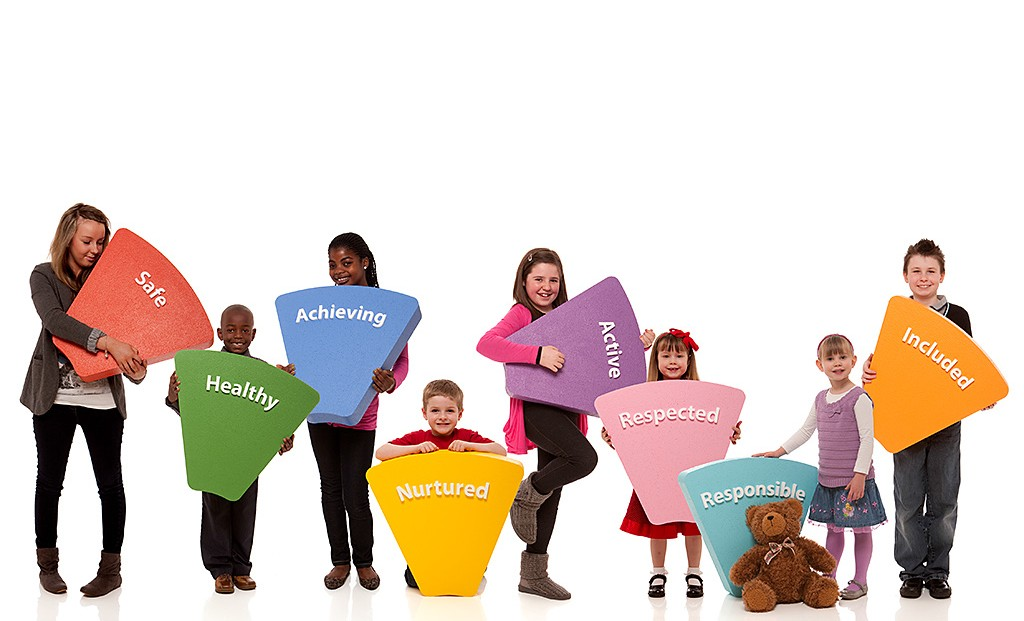 Safe
Healthy
Achieving
Nurtured
Active
Respected
Responsible
Included